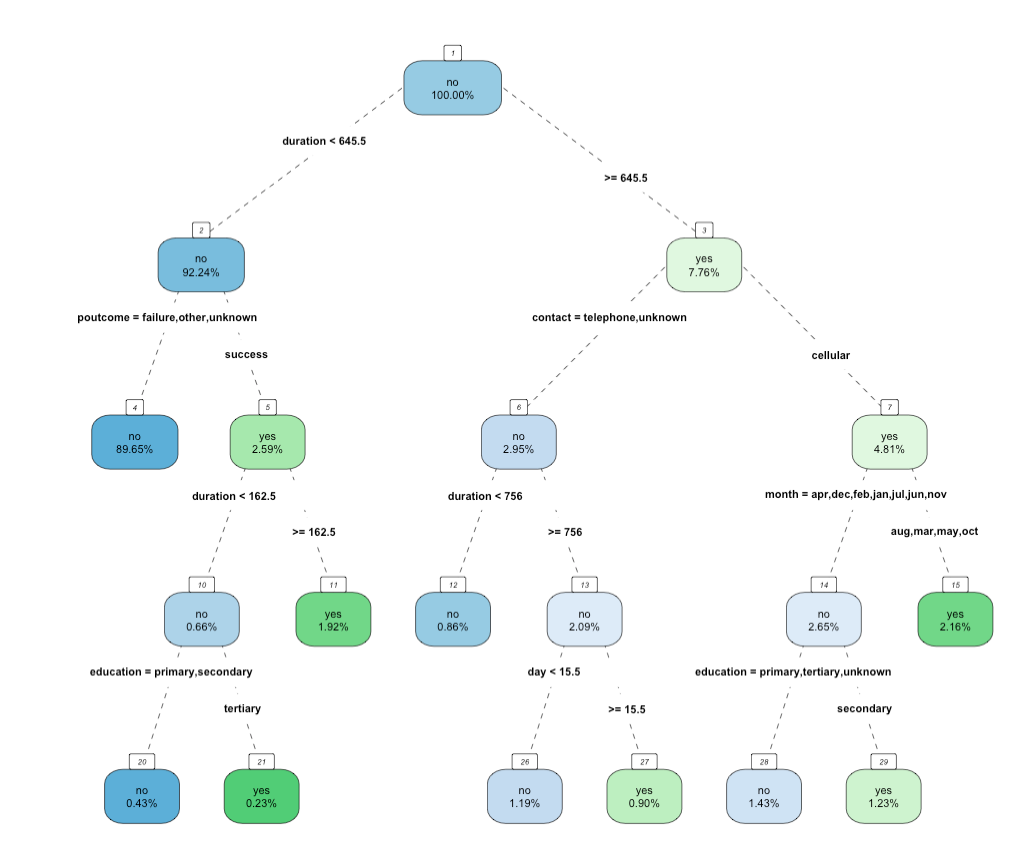 1
no
100.00%
duration < 645.5
>= 645.5
2
no
92.24%
3
yes
7.76%
poutcome = failure,other,unknown
success
contact = telephone,unknown
cellular
4
no
89.65%
5
yes
2.59%
6
no
2.95%
7
yes
4.81%
duration < 162.5
>= 162.5
duration < 756
>= 756
month = apr,dec,feb,jan,jul,jun,nov
aug,mar,may,oct
10
no
0.66%
11
yes
1.92%
12
no
0.86%
13
no
2.09%
14
no
2.65%
15
yes
2.16%
education = primary,secondary
tertiary
day < 15.5
>= 15.5
education = primary,tertiary,unknown
secondary
20
no
0.43%
21
yes
0.23%
26
no
1.19%
27
yes
0.90%
28
no
1.43%
29
yes
1.23%